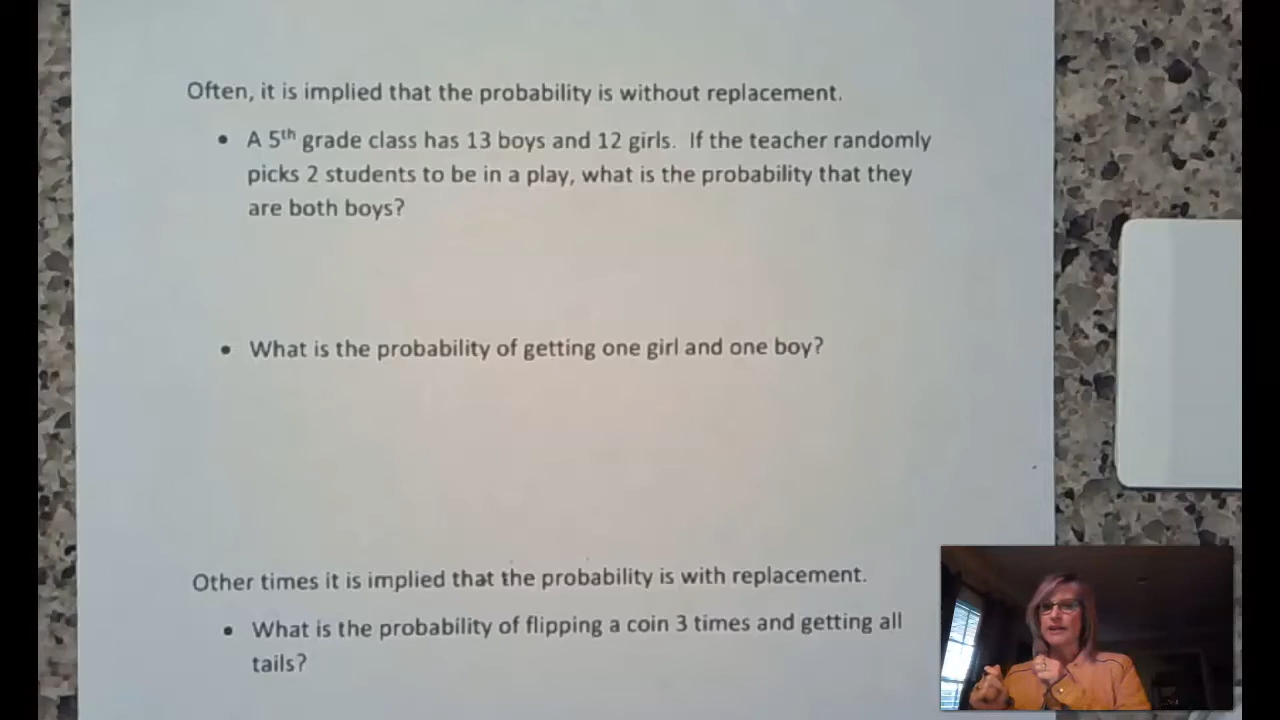 Often, it is implied that the probability is without replacement.
• A 5th grade class has 13 boys and 12 girls. If the teacher randomly
picks 2 students to be in a play, what is the probability that they
are both boys?
• What is the probability of getting one girl and one boy?
Other times it is implied that the probability is with replacement.
• What is the probability of flipping a coin 3 times and getting all
tails?